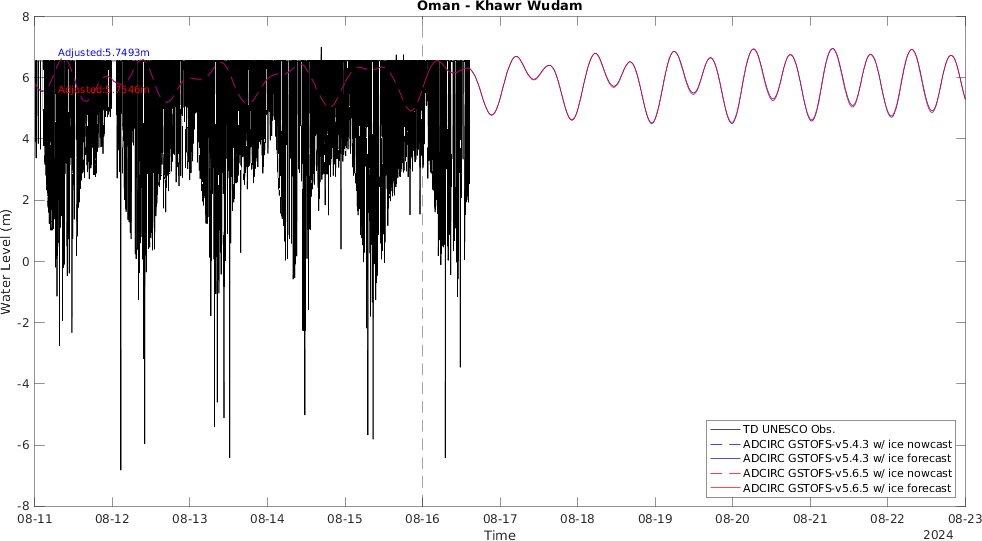 Oman - Khawr Wudam
8
6
4
2
0
-2
-4
-6
-8
Water Level (m)
Adjusted:5.7493m
Adjusted:5.7546m
TD UNESCO Obs.
ADCIRC GSTOFS-v5.4.3 w/ ice nowcast
ADCIRC GSTOFS-v5.4.3 w/ ice forecast
ADCIRC GSTOFS-v5.6.5 w/ ice nowcast
ADCIRC GSTOFS-v5.6.5 w/ ice forecast
08-11 08-12 08-13 08-14 08-15 08-16 08-17 08-18 08-19 08-20 08-21 08-22 08-23
Time
2024